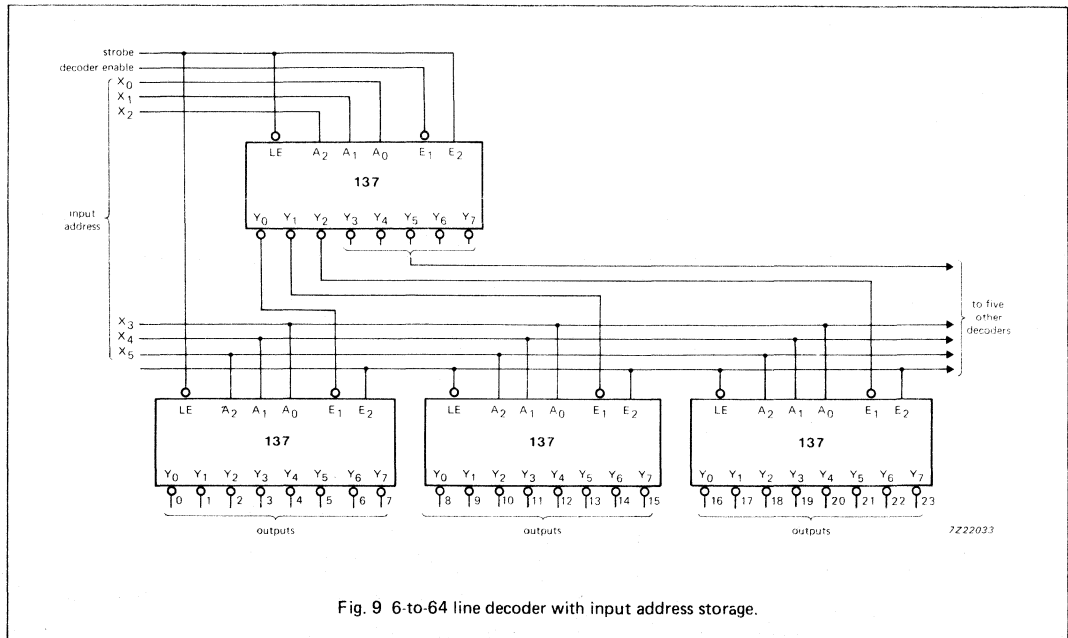 strobe
decoder enable
X0
X1
X2
LE A2 A1 A0 E1 E2
137
Y0 Y1 Y2 Y3 Y4 Y5 Y6 Y7
input
address
to five
other
decoders
X3
X4
X5
LE A2 A1 A0 E1 E2
137
Y0 Y1 Y2 Y3 Y4 Y5 Y6 Y7
0 1 2 3 4 5 6 7
outputs
LE A2 A1 A0 E1 E2
137
Y0 Y1 Y2 Y3 Y4 Y5 Y6 Y7
8 9 10 11 12 13 14 15
outputs
LE A2 A1 A0 E1 E2
137
Y0 Y1 Y2 Y3 Y4 Y5 Y6 Y7
16 17 18 19 20 21 22 23
outputs
7Z22033
Fig. 9 6-to-64 line decoder with input address storage.